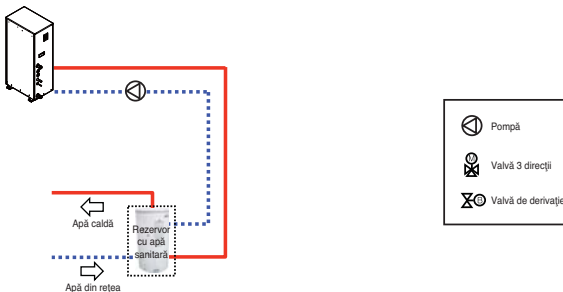 Pompă
Valvă 3 direcții
Valvă de derivație
Apă caldă
Rezervor
cu apă
sanitară
Apă din rețea